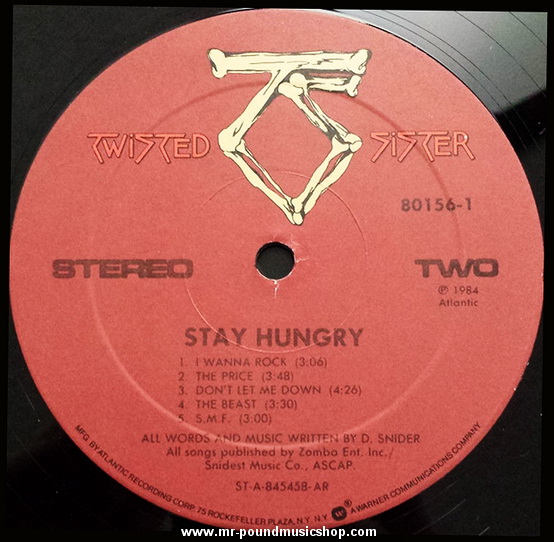 TWISTED SISTER
80156-1
STEREO
TWO
℗ 1984
Atlantic
STAY HUNGRY
1. I WANNA ROCK (3:06)
2. THE PRICE (3:48)
3. DON'T LET ME DOWN (4:26)
4. THE BEAST (3:30)
5. S.M.F. (3:00)
ALL WORDS AND MUSIC WRITTEN BY D. SNIDER
All songs published by Zomba Ent. Inc./
Snidest Music Co., ASCAP.
ST-A-845458-AR
MFG. BY ATLANTIC RECORDING CORP. 75 ROCKEFELLER PLAZA, N.Y. N.Y. W ® A WARNER COMMUNICATIONS COMPANY
www.mr-poundmusicshop.com